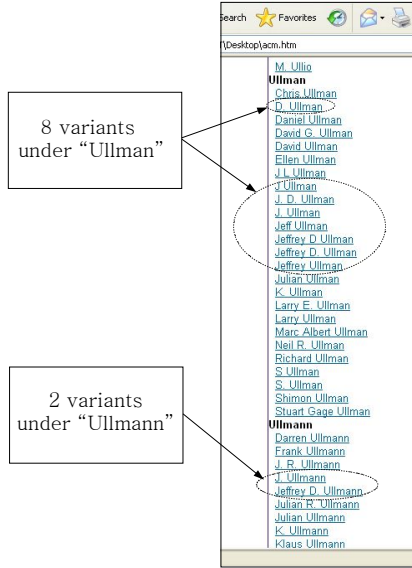 Search Favorites
\Desktop\acm.htm
M. Ullio
Ullman
Chris Ullman
D. Ullman
Daniel Ullman
David G. Ullman
David Ullman
Ellen Ullman
J L Ullman
J Ullman
J. D. Ullman
J. Ullman
Jeff Ullman
Jeffrey D Ullman
Jeffrey D. Ullman
Jeffrey Ullman
Julian Ullman
K. Ullman
Larry E. Ullman
Larry Ullman
Marc Albert Ullman
Neil R. Ullman
Richard Ullman
S Ullman
S. Ullman
Shimon Ullman
Stuart Gage Ullman
Ullmann
Darren Ullmann
Frank Ullmann
J. R. Ullmann
J. Ullmann
Jeffrey D. Ullmann
Julian R. Ullmann
Julian Ullmann
K. Ullmann
Klaus Ullmann
8 variants
under “Ullman”
2 variants
under “Ullmann”